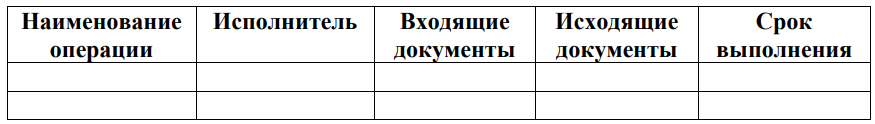 Наименование операции
Исполнитель
Входящие документы
Исходящие документы
Срок выполнения